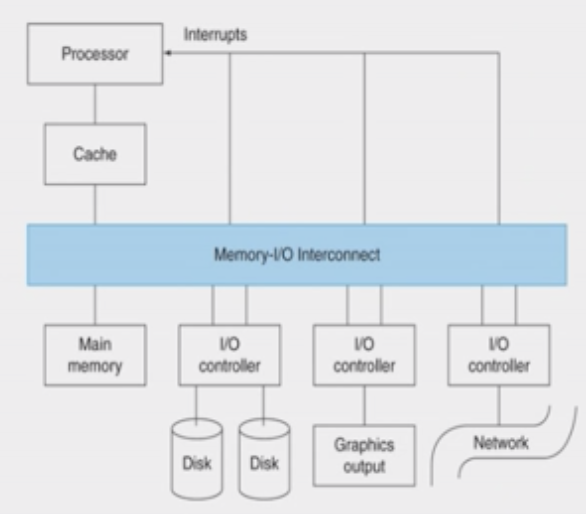 Interrupts
Processor
Cache
Memory-I/O Interconnect
Main
memory
I/O
controller
I/O
controller
I/O
controller
Disk
Disk
Graphics
output
Network